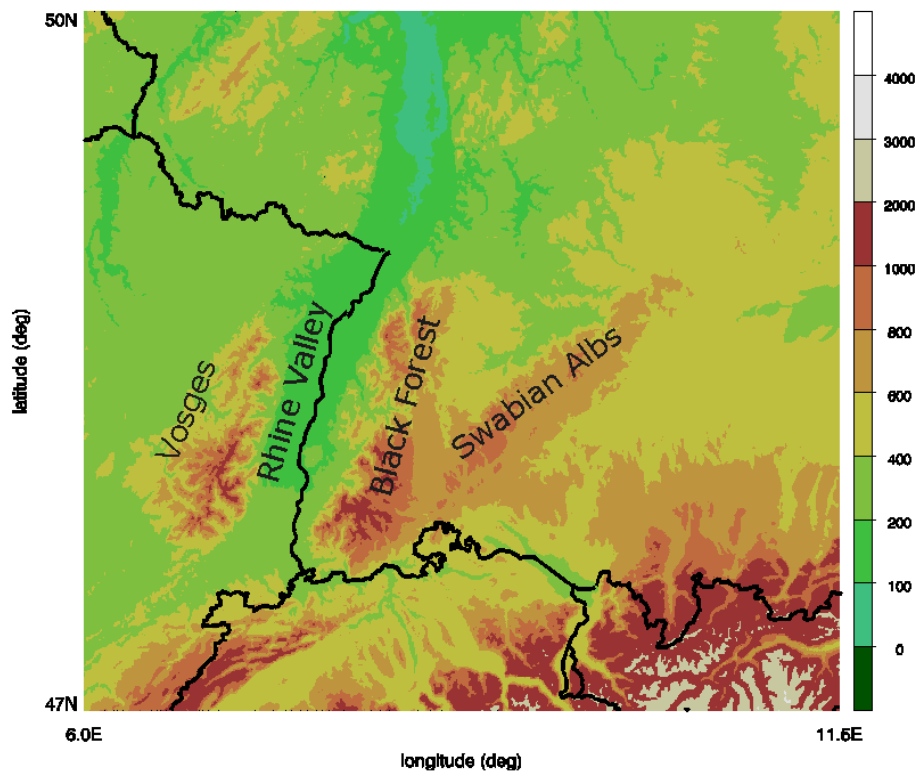 50N
4000
3000
2000
1000
800
600
400
200
100
0
latitude (deg)
Vosges
Rhine Valley
Black Forest
Swabian Albs
47N
6.0E
11.5E
longitude (deg)